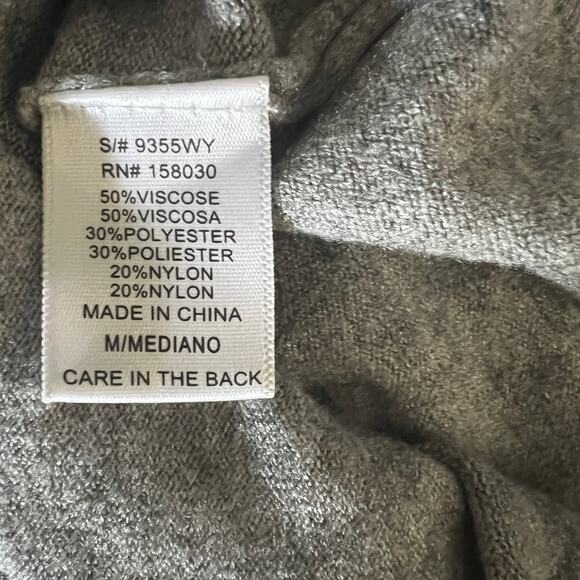 S/# 9355WY
RN# 158030
50%VISCOSE
50%VISCOSA
30%POLYESTER
30%POLIESTER
20%NYLON
20%NYLON
MADE IN CHINA
M/MEDIANO
CARE IN THE BACK